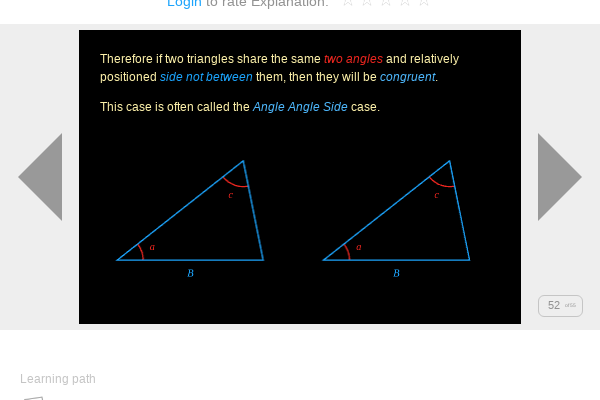 Login to rate Explanation:
Therefore if two triangles share the same two angles and relatively
positioned side not between them, then they will be congruent.
This case is often called the Angle Angle Side case.
c
c
a
a
B
B
52 of 55
Learning path